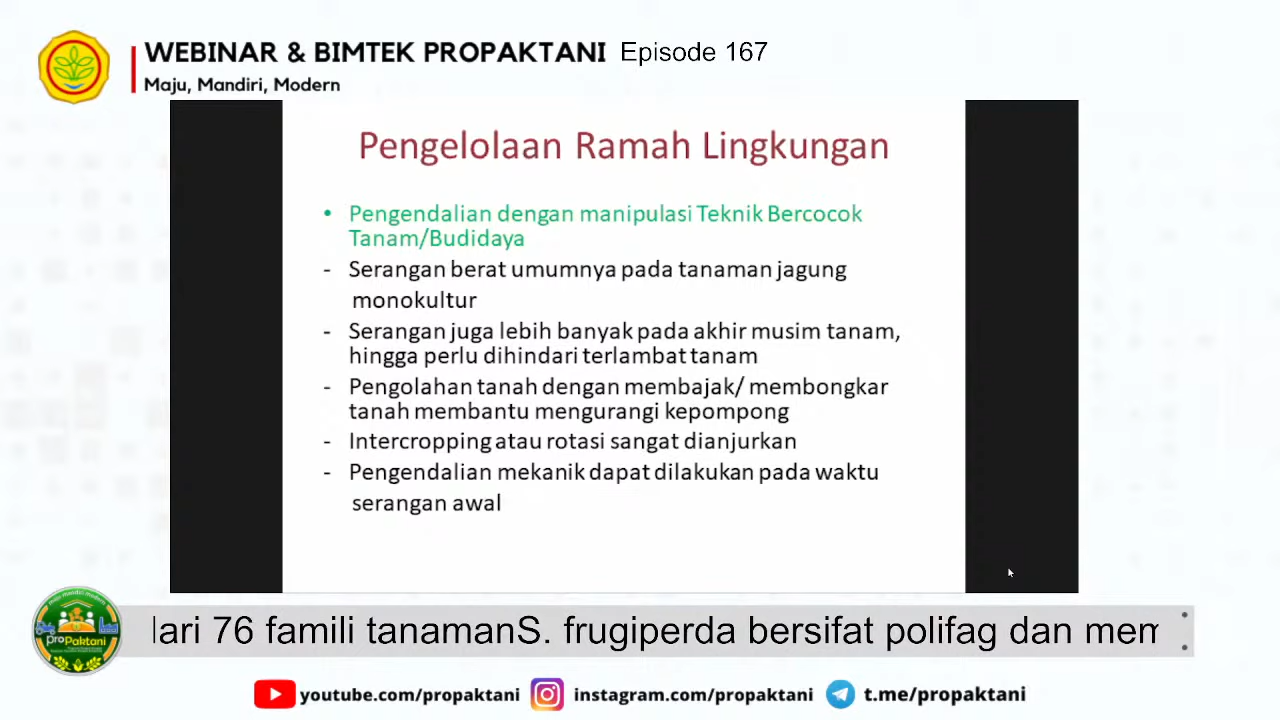 WEBINAR & BIMTEK PROPAKTANI Episode 167
Maju, Mandiri, Modern
Pengelolaan Ramah Lingkungan
• Pengendalian dengan manipulasi Teknik Bercocok
Tanam/Budidaya
- Serangan berat umumnya pada tanaman jagung
monokultur
- Serangan juga lebih banyak pada akhir musim tanam,
hingga perlu dihindari terlambat tanam
- Pengolahan tanah dengan membajak/ membongkar
tanah membantu mengurangi kepompong
- Intercropping atau rotasi sangat dianjurkan
- Pengendalian mekanik dapat dilakukan pada waktu
serangan awal
maju mandiri modern
proPaktani
lari 76 famili tanamanS. frugiperda bersifat polifag dan mem
youtube.com/propaktani instagram.com/propaktani t.me/propaktani